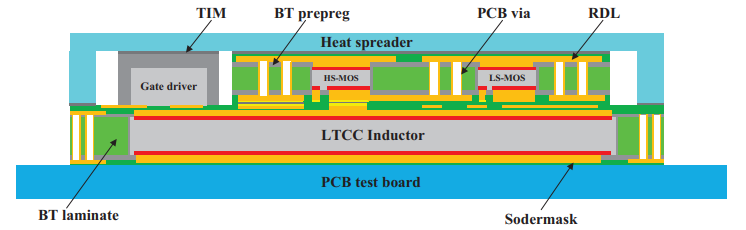 TIM
BT prepreg
PCB via
RDL
Heat spreader
Gate driver
HS-MOS
LS-MOS
LTCC Inductor
PCB test board
BT laminate
Sodermask